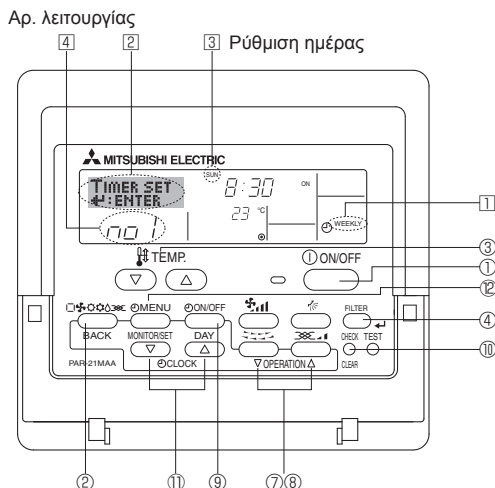 Αρ. λειτουργίας
4 2 3 Ρύθμιση ημέρας
MITSUBISHI ELECTRIC
TIMER SET
↵:ENTER
SUN
8:30
ON
23 °C
no 1
WEEKLY
1
TEMP.
ON/OFF
③
①
⑫
MENU
ON/OFF
FILTER
④
BACK
MONITOR/SET
DAY
CHECK TEST
PAR-21MAA
CLOCK
▽ OPERATION △
CLEAR
⑩
② ⑪ ⑨ ⑦⑧